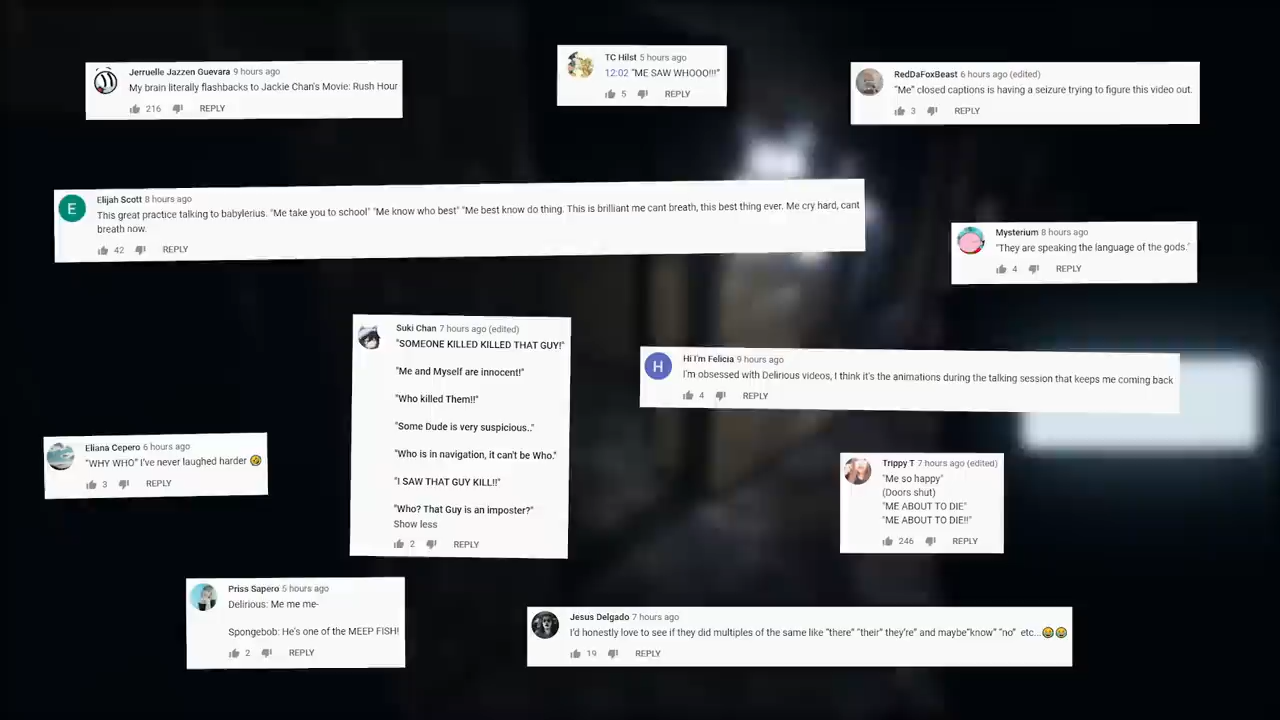 Jerruelle Jazzen Guevara 9 hours ago
My brain literally flashbacks to Jackie Chan's Movie: Rush Hour
216 REPLY
TC Hilst 5 hours ago
12:02 "ME SAW WHOOO!!!"
5 REPLY
RedDaFoxBeast 6 hours ago (edited)
"Me" closed captions is having a seizure trying to figure this video out.
3 REPLY
E
Elijah Scott 8 hours ago
This great practice talking to babylerius. "Me take you to school" "Me know who best" "Me best know do thing. This is brilliant me cant breath, this best thing ever. Me cry hard, cant
breath now.
42 REPLY
Mysterium 8 hours ago
"They are speaking the language of the gods."
4 REPLY
Suki Chan 7 hours ago (edited)
"SOMEONE KILLED KILLED THAT GUY!"
"Me and Myself are innocent!"
"Who killed Them!!"
"Some Dude is very suspicious.."
"Who is in navigation, it can't be Who."
"I SAW THAT GUY KILL!!"
"Who? That Guy is an imposter?"
Show less
2 REPLY
H
Hi I'm Felicia 9 hours ago
I'm obsessed with Delirious videos, I think it's the animations during the talking session that keeps me coming back
4 REPLY
Eliana Cepero 6 hours ago
"WHY WHO" I've never laughed harder 🤣
3 REPLY
Trippy T 7 hours ago (edited)
"Me so happy"
(Doors shut)
"ME ABOUT TO DIE"
"ME ABOUT TO DIE!!"
246 REPLY
Priss Sapero 5 hours ago
Delirious: Me me me-
Spongebob: He's one of the MEEP FISH!
2 REPLY
Jesus Delgado 7 hours ago
I'd honestly love to see if they did multiples of the same like "there" "their" they're" and maybe"know" "no" etc...😂😂
19 REPLY